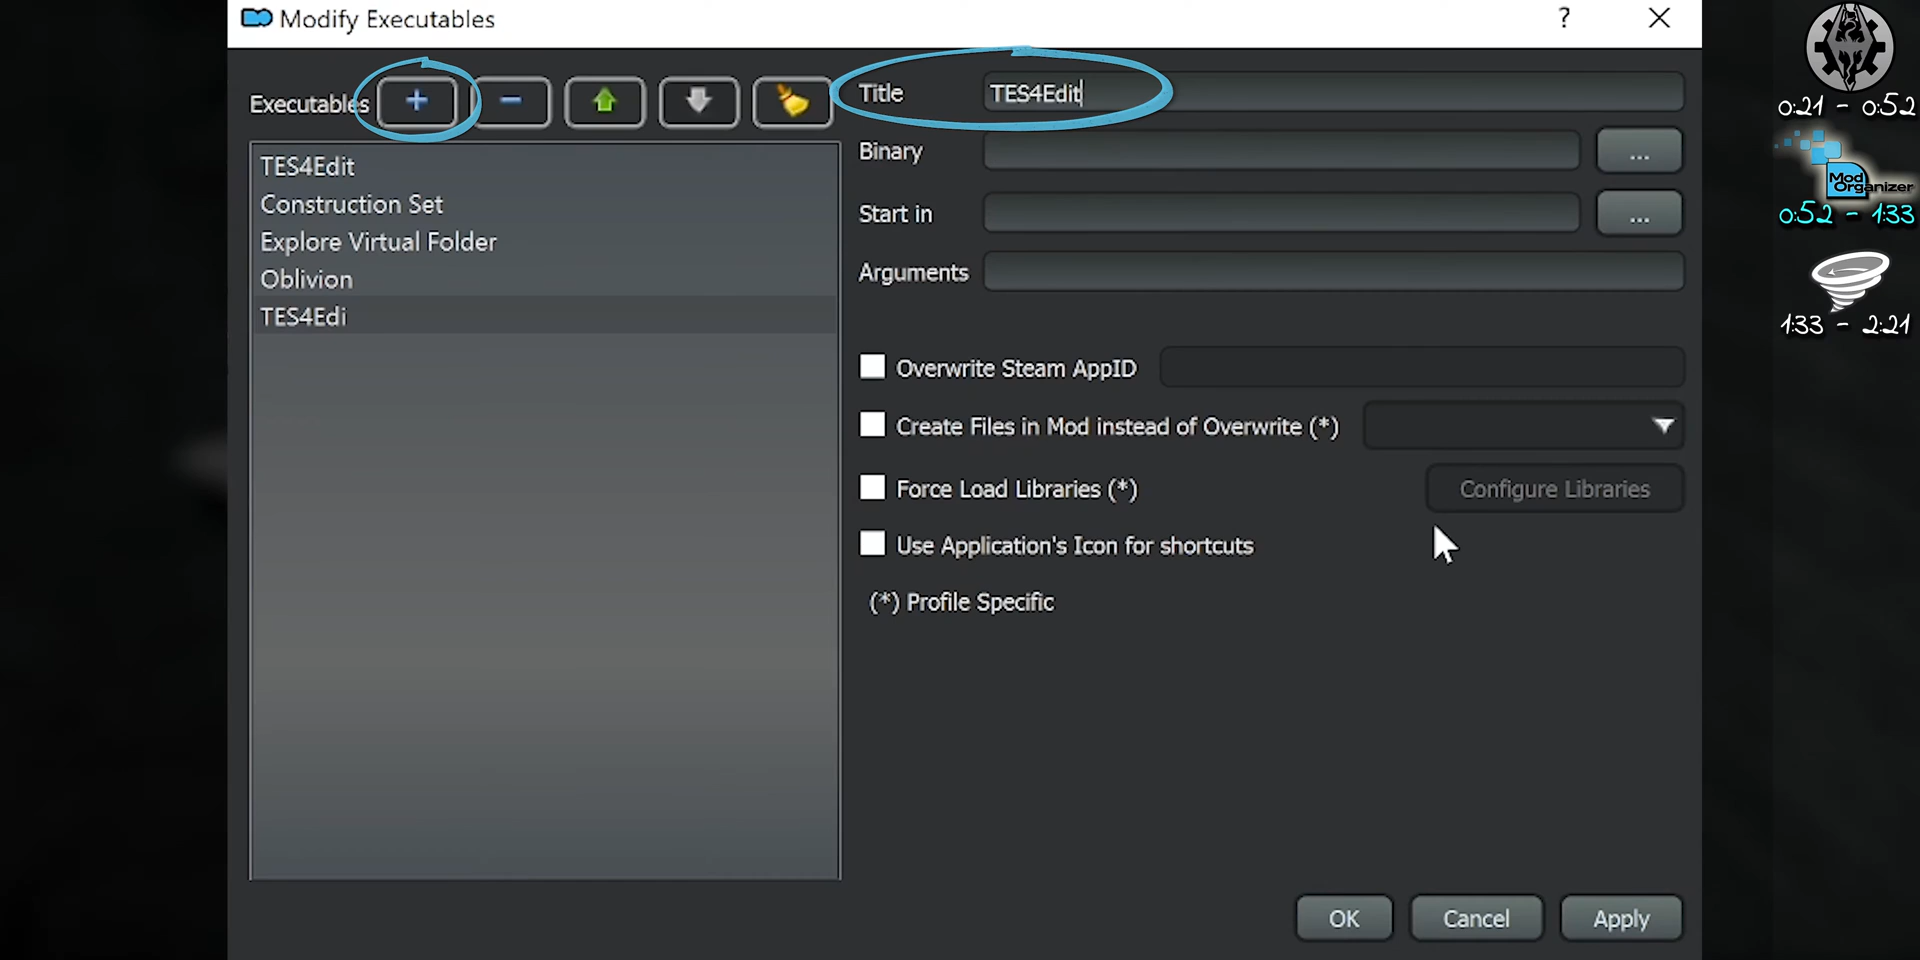 Modify Executables
?
Executables
Title
TES4Edit
Binary
...
Start in
...
Arguments
TES4Edit
Construction Set
Explore Virtual Folder
Oblivion
TES4Edi
Overwrite Steam AppID
Create Files in Mod instead of Overwrite (*)
Force Load Libraries (*)
Configure Libraries
Use Application's Icon for shortcuts
(*) Profile Specific
OK
Cancel
Apply
0:21 - 0:52
Mod
Organizer
0:52 - 1:33
1:33 - 2:21